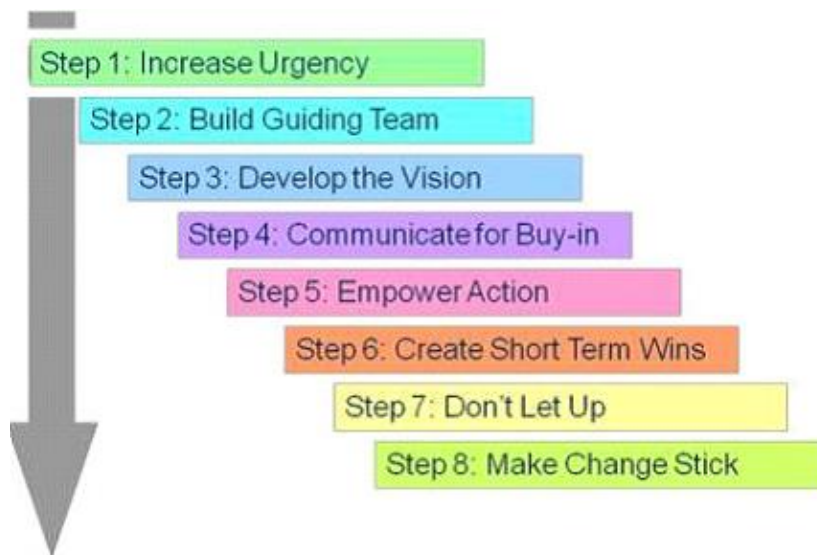 Step 1: Increase Urgency
Step 2: Build Guiding Team
Step 3: Develop the Vision
Step 4: Communicate for Buy-in
Step 5: Empower Action
Step 6: Create Short Term Wins
Step 7: Don't Let Up
Step 8: Make Change Stick